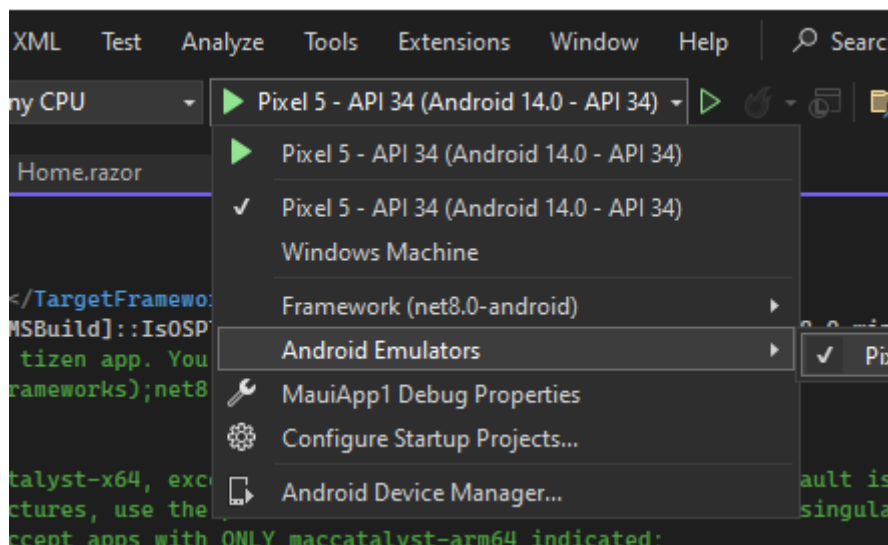 XML Test Analyze Tools Extensions Window Help Searc
ny CPU Pixel 5 - API 34 (Android 14.0 - API 34)
Home.razor Pixel 5 - API 34 (Android 14.0 - API 34)
Pixel 5 - API 34 (Android 14.0 - API 34)
Windows Machine
</TargetFramewo Framework (net8.0-android)
MSBuild]::IsOSP
tizen app. You Android Emulators Pix
rameworks);net8 MauiApp1 Debug Properties
Configure Startup Projects...
talyst-x64, exc ault is
ctures, use the Android Device Manager... singula
ccept apps with ONLY maccatalyst-arm64 indicated: